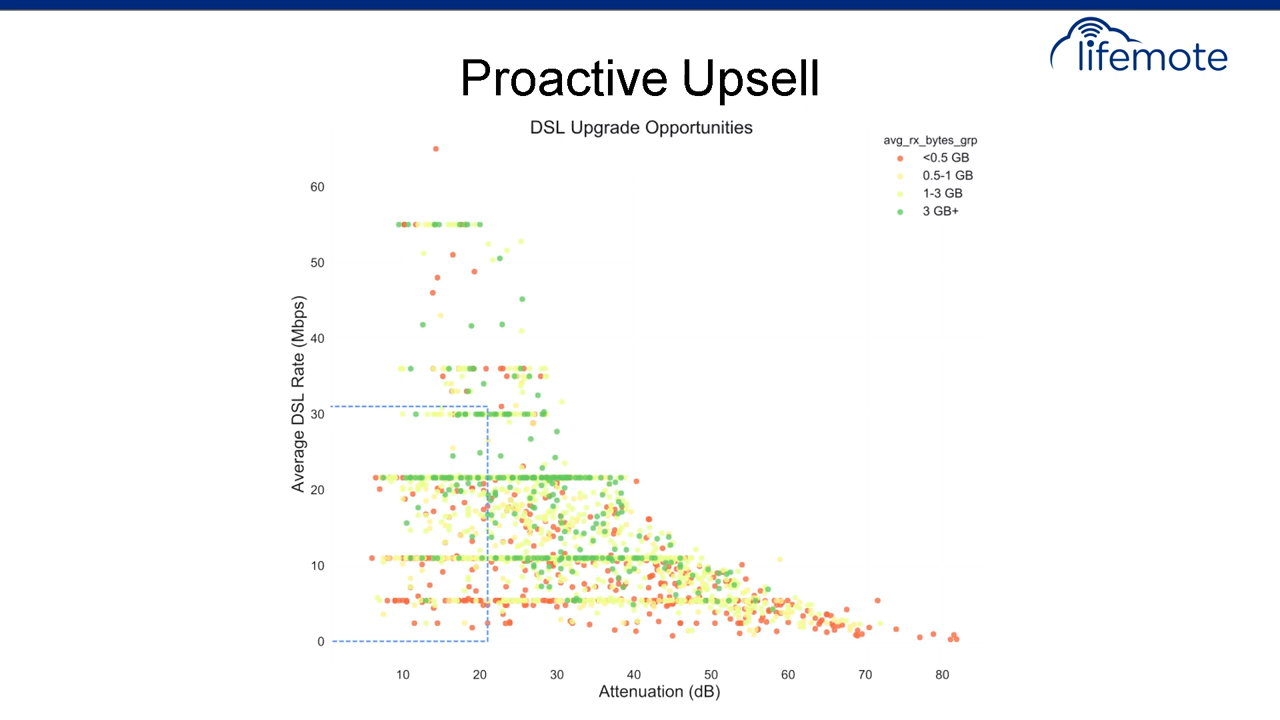 lifemote
Proactive Upsell
DSL Upgrade Opportunities
avg_rx_bytes_grp
<0.5 GB
0.5-1 GB
1-3 GB
3 GB+
Average DSL Rate (Mbps)
60
50
40
30
20
10
0
10 20 30 40 50 60 70 80
Attenuation (dB)